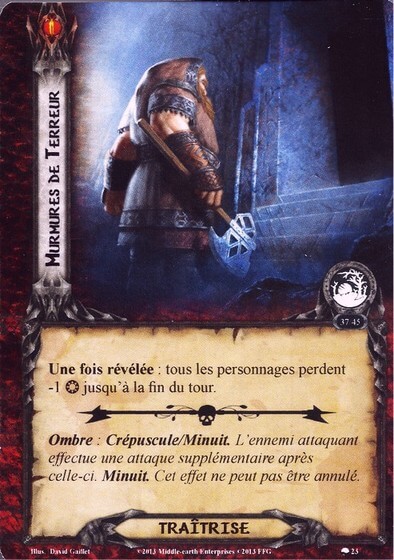 MURMURES DE TERREUR
37-45
Une fois révélée : tous les personnages perdent
-1 jusqu'à la fin du tour.
Ombre : Crépuscule/Minuit. L'ennemi attaquant
effectue une attaque supplémentaire après
celle-ci. Minuit. Cet effet ne peut pas être annulé.
TRAÎTRISE
Illus. David Gaillet
©2013 Middle-earth Enterprises ©2013 FFG
23